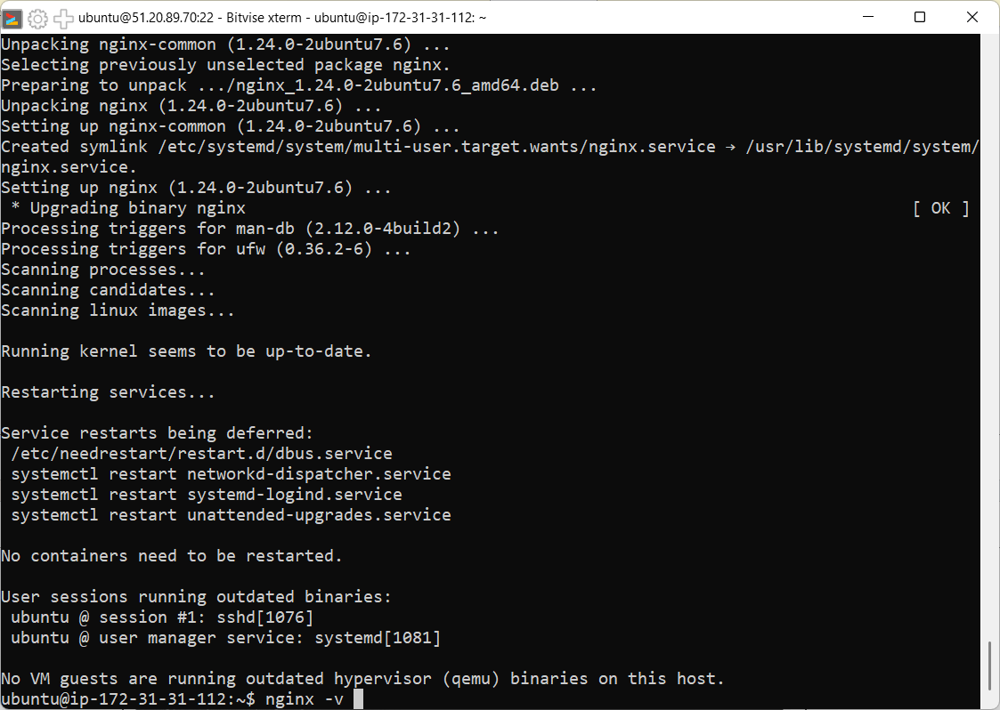 ubuntu@51.20.89.70:22 - Bitvise xterm - ubuntu@ip-172-31-31-112: ~
Unpacking nginx-common (1.24.0-2ubuntu7.6) ...
Selecting previously unselected package nginx.
Preparing to unpack .../nginx_1.24.0-2ubuntu7.6_amd64.deb ...
Unpacking nginx (1.24.0-2ubuntu7.6) ...
Setting up nginx-common (1.24.0-2ubuntu7.6) ...
Created symlink /etc/systemd/system/multi-user.target.wants/nginx.service → /usr/lib/systemd/system/
nginx.service.
Setting up nginx (1.24.0-2ubuntu7.6) ...
 * Upgrading binary nginx [ OK ]
Processing triggers for man-db (2.12.0-4build2) ...
Processing triggers for ufw (0.36.2-6) ...
Scanning processes...
Scanning candidates...
Scanning linux images...
Running kernel seems to be up-to-date.
Restarting services...
Service restarts being deferred:
 /etc/needrestart/restart.d/dbus.service
 systemctl restart networkd-dispatcher.service
 systemctl restart systemd-logind.service
 systemctl restart unattended-upgrades.service
No containers need to be restarted.
User sessions running outdated binaries:
 ubuntu @ session #1: sshd[1076]
 ubuntu @ user manager service: systemd[1081]
No VM guests are running outdated hypervisor (qemu) binaries on this host.
ubuntu@ip-172-31-31-112:~$ nginx -v